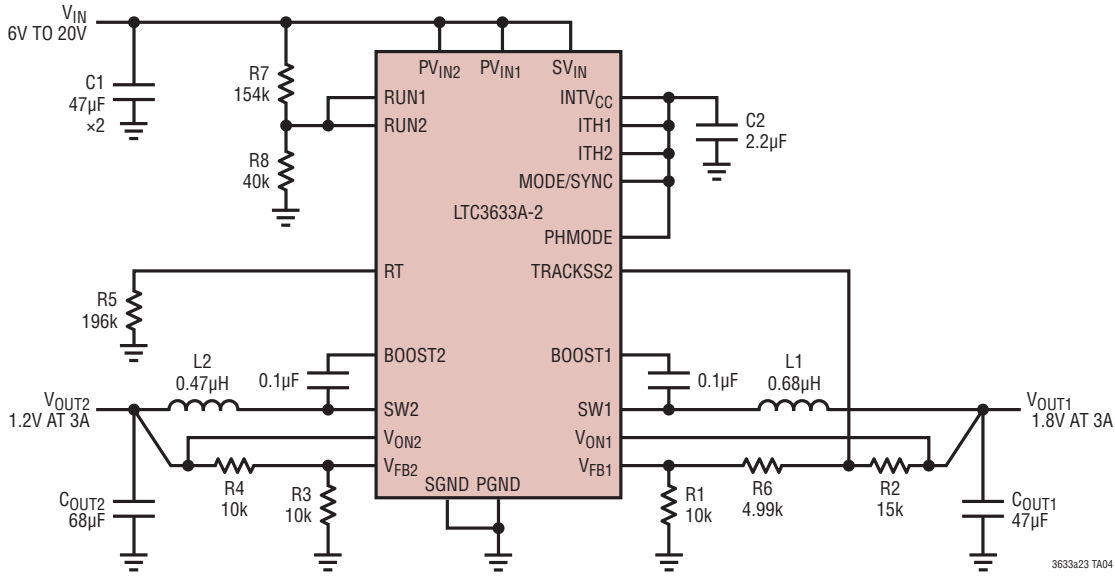 VIN
6V TO 20V
C1
47µF
×2
R7
154k
R8
40k
PVIN2
PVIN1
SVIN
RUN1
RUN2
INTVCC
ITH1
ITH2
MODE/SYNC
LTC3633A-2
PHMODE
C2
2.2µF
RT
TRACKSS2
R5
196k
BOOST2
BOOST1
L2
0.47µH
0.1µF
0.1µF
L1
0.68µH
VOUT2
1.2V AT 3A
SW2
SW1
VOUT1
1.8V AT 3A
VON2
VON1
VFB2
VFB1
SGND
PGND
R4
10k
R3
10k
R1
10k
R6
4.99k
R2
15k
COUT2
68µF
COUT1
47µF
3633a23 TA04